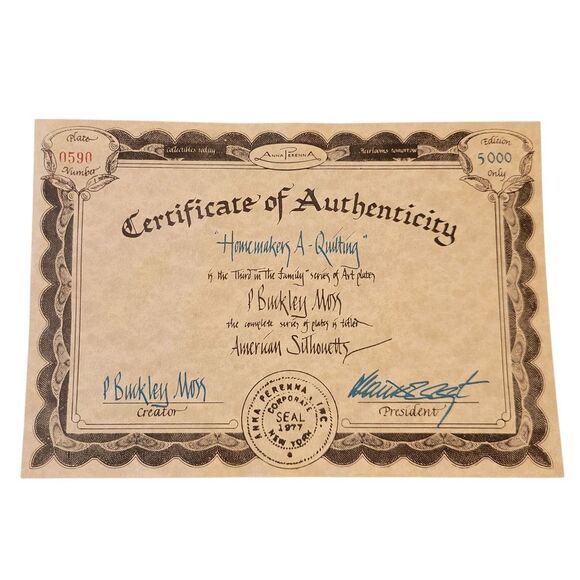 Plate
0590
Number
Collectibles today
Anna Perenna
Heirlooms tomorrow
Edition
5000
only
Certificate of Authenticity
"Homemakers A-Quilting"
is the "Third in the family" series of Art plates
P Buckley Moss
the complete series of plates is titled
American Silhouetts
P Buckley Moss
Creator
ANNA PERENNA, INC.
CORPORATE
SEAL
1977
NEW YORK
President